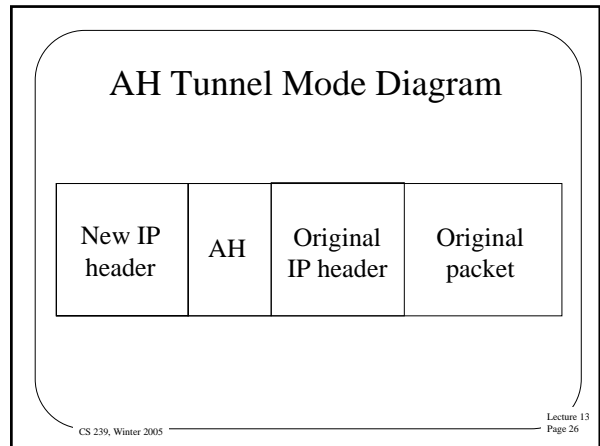 AH Tunnel Mode Diagram
New IP
header
AH
Original
IP header
Original
packet
CS 239, Winter 2005
Lecture 13
Page 26